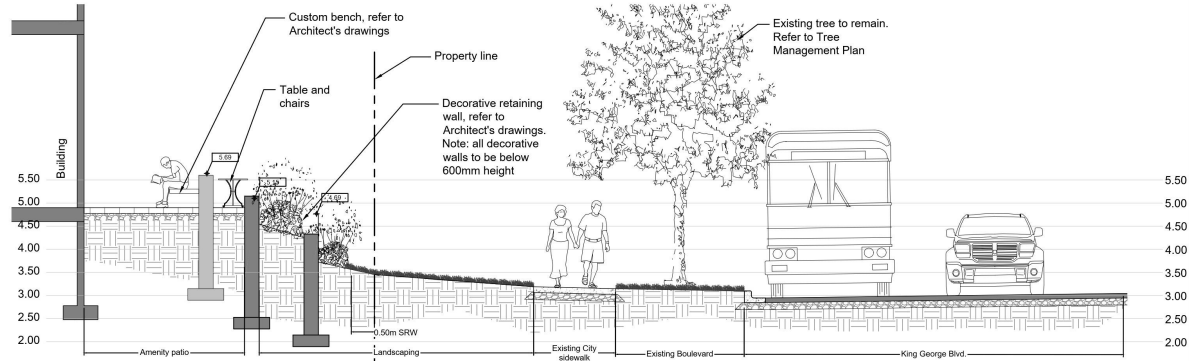 Custom bench, refer to
Architect's drawings
Existing tree to remain.
Refer to Tree
Management Plan
Property line
Table and
chairs
Decorative retaining
wall, refer to
Architect's drawings.
Note: all decorative
walls to be below
600mm height
Building
5.69
4.69
5.50
5.00
4.50
4.00
3.50
3.00
2.50
2.00
5.50
5.00
4.50
4.00
3.50
3.00
2.50
2.00
0.50m SRW
Amenity patio
Landscaping
Existing City
sidewalk
Existing Boulevard
King George Blvd.